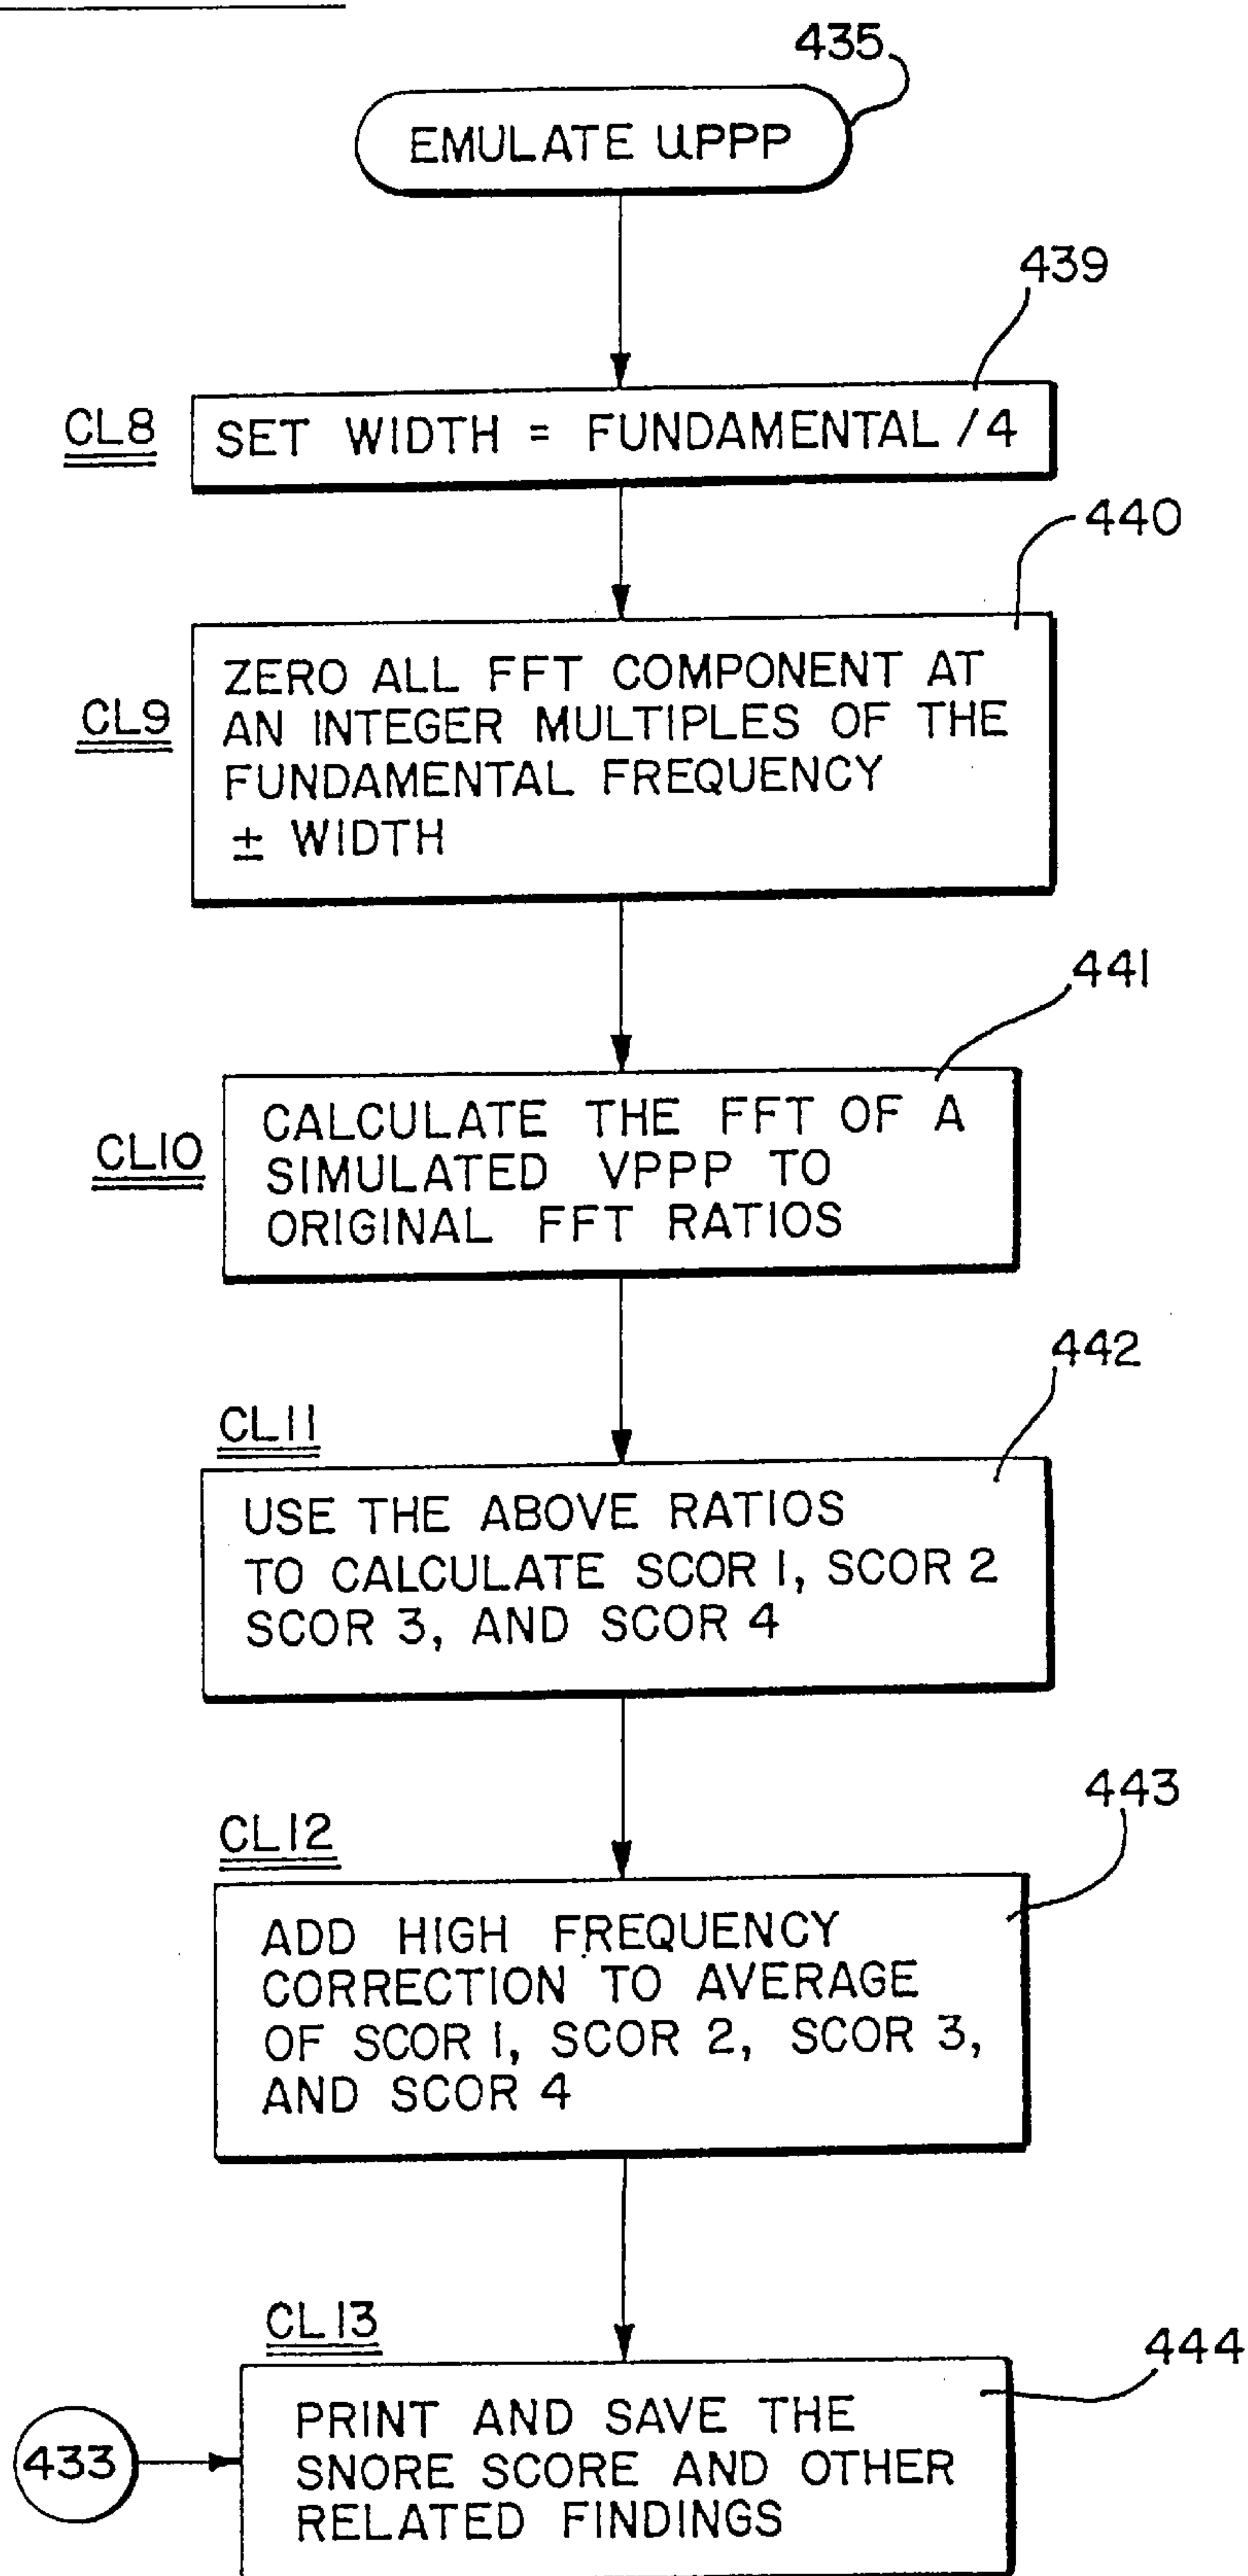 435
EMULATE UPPP
439
CL8
SET WIDTH = FUNDAMENTAL / 4
440
CL9
ZERO ALL FFT COMPONENT AT
AN INTEGER MULTIPLES OF THE
FUNDAMENTAL FREQUENCY
± WIDTH
441
CL10
CALCULATE THE FFT OF A
SIMULATED VPPP TO
ORIGINAL FFT RATIOS
442
CL11
USE THE ABOVE RATIOS
TO CALCULATE SCOR 1, SCOR 2
SCOR 3, AND SCOR 4
443
CL12
ADD HIGH FREQUENCY
CORRECTION TO AVERAGE
OF SCOR 1, SCOR 2, SCOR 3,
AND SCOR 4
CL13
444
433
PRINT AND SAVE THE
SNORE SCORE AND OTHER
RELATED FINDINGS